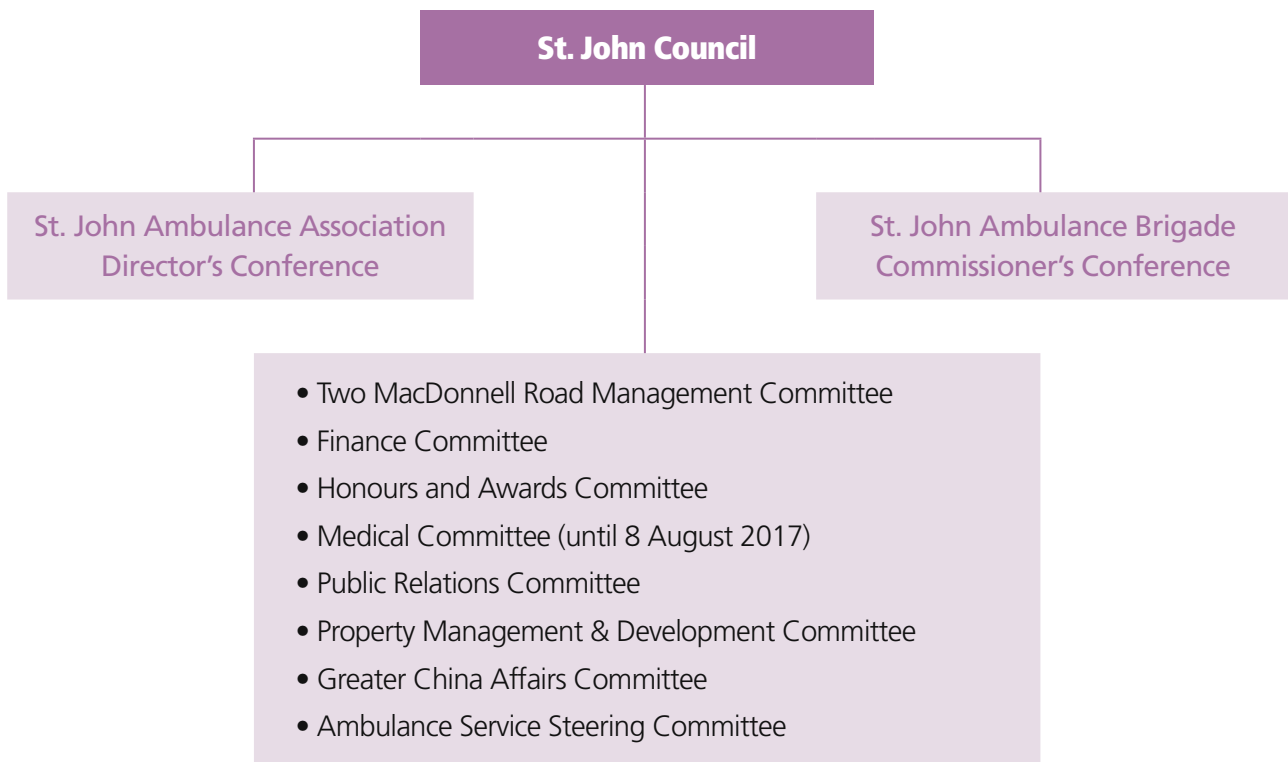 St. John Council
St. John Ambulance Association
Director’s Conference
St. John Ambulance Brigade
Commissioner’s Conference
• Two MacDonnell Road Management Committee
• Finance Committee
• Honours and Awards Committee
• Medical Committee (until 8 August 2017)
• Public Relations Committee
• Property Management & Development Committee
• Greater China Affairs Committee
• Ambulance Service Steering Committee